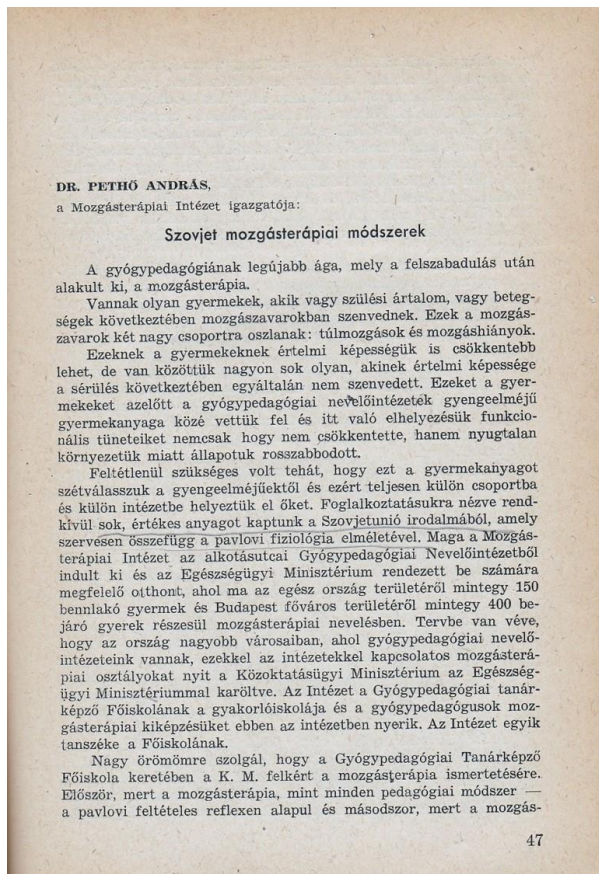 DR. PETHŐ ANDRÁS,
a Mozgásterápiai Intézet igazgatója:
Szovjet mozgásterápiai módszerek
A gyógypedagógiának legújabb ága, mely a felszabadulás után
alakult ki, a mozgásterápia.
Vannak olyan gyermekek, akik vagy szülési ártalom, vagy beteg-
ségek következtében mozgászavarokban szenvednek. Ezek a mozgás-
zavarok két nagy csoportra oszlanak: túlmozgások és mozgáshiányok.
Ezeknek a gyermekeknek értelmi képességük is csökkentebb
lehet, de van közöttük nagyon sok olyan, akinek értelmi képessége
a sérülés következtében egyáltalán nem szenvedett. Ezeket a gyer-
mekeket azelőtt a gyógypedagógiai nevelőintézetek gyengeelméjű
gyermekanyaga közé vettük fel és itt való elhelyezésük funkcio-
nális tüneteiket nemcsak hogy nem csökkentette, hanem nyugtalan
környezetük miatt állapotuk rosszabbodott.
Feltétlenül szükséges volt tehát, hogy ezt a gyermekanyagot
szétválasszuk a gyengeelméjűektől és ezért teljesen külön csoportba
és külön intézetbe helyeztük el őket. Foglalkoztatásukra nézve rend-
kívül sok, értékes anyagot kaptunk a Szovjetunió irodalmából, amely
szervesen összefügg a pavlovi fiziológia elméletével. Maga a Mozgás-
terápiai Intézet az alkotásutcai Gyógypedagógiai Nevelőintézetből
indult ki és az Egészségügyi Minisztérium rendezett be számára
megfelelő otthont, ahol ma az egész ország területéről mintegy 150
bennlakó gyermek és Budapest főváros területéről mintegy 400 be-
járó gyerek részesül mozgásterápiai nevelésben. Tervbe van véve,
hogy az ország nagyobb városaiban, ahol gyógypedagógiai nevelő-
intézeteink vannak, ezekkel az intézetekkel kapcsolatos mozgásterá-
piai osztályokat nyit a Közoktatásügyi Minisztérium az Egészség-
ügyi Minisztériummal karöltve. Az Intézet a Gyógypedagógiai tanár-
képző Főiskolának a gyakorlóiskolája és a gyógypedagógusok moz-
gásterápiai kiképzésüket ebben az intézetben nyerik. Az Intézet egyik
tanszéke a Főiskolának.
Nagy örömömre szolgál, hogy a Gyógypedagógiai Tanárképző
Főiskola keretében a K. M. felkért a mozgásterápia ismertetésére.
Először, mert a mozgásterápia, mint minden pedagógiai módszer —
a pavlovi feltételes reflexen alapul és másodszor, mert a mozgás-
47